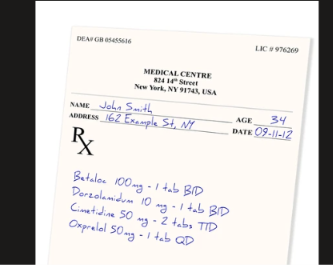 DEA# GB 05455616
LIC # 976269
MEDICAL CENTRE
824 14th Street
New York, NY 91743, USA
NAME John Smith AGE 34
ADDRESS 162 Example St, NY DATE 09-11-12
Rx
Betaloc 100mg - 1 tab BID
Dorzolamidum 10 mg - 1 tab BID
Cimetidine 50 mg - 2 tabs TID
Oxprelol 50mg - 1 tab QD